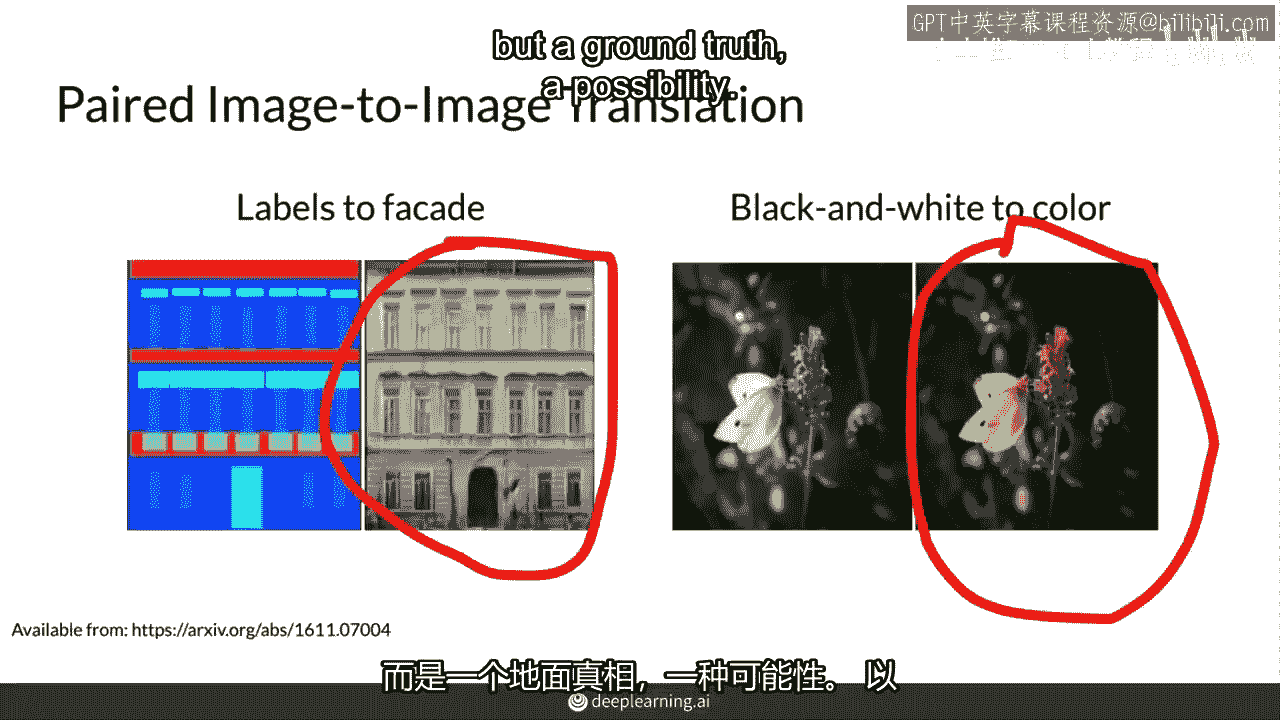 GPT中英字幕课程资源@bilibili.com
but a ground truth,
a possibility.
Paired Image-to-Image Translation
Labels to facade
Black-and-white to color
Available from: https://arxiv.org/abs/1611.07004
而是一个地面真相，一种可能性。 以
deeplearning.ai